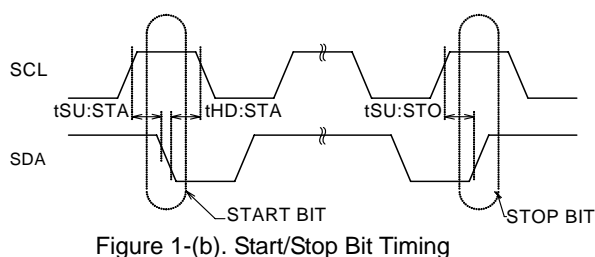 SCL
tSU:STA tHD:STA tSU:STO
SDA
START BIT STOP BIT
Figure 1-(b). Start/Stop Bit Timing